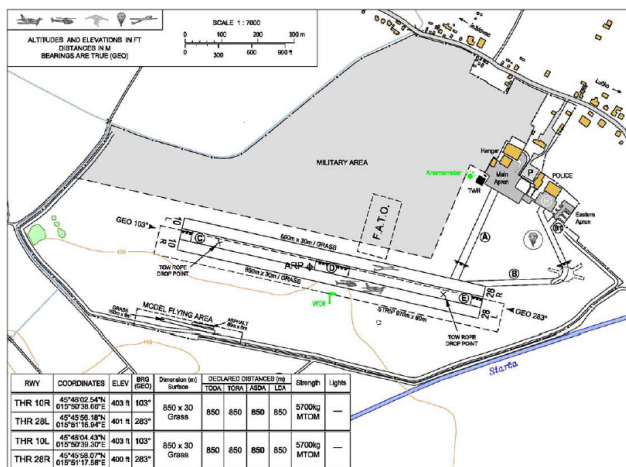 SCALE 1 : 7000
ALTITUDES AND ELEVATIONS IN FT
DISTANCES IN M
BEARINGS ARE TRUE (GEO)
0 100 200 300 m
0 300 600 900 ft
Lučko
MILITARY AREA
Hangar
Main
Apron
P
POLICE
Anemometer
TWR
Eastern
Apron
F.A.T.O.
GEO 103°
10 L
10 R
850m x 30m / GRASS
850m x 30m / GRASS
A
B
C
D
E
ARP
TOW ROPE
DROP POINT
WDI
28 R
28 L
GEO 283°
STRIP 970m x 90m
TOW ROPE
DROP POINT
MODEL FLYING AREA
GRASS
ASPHALT
Starča
RWY COORDINATES ELEV BRG (GEO) Dimension (m) Surface DECLARED DISTANCES (m) Strength Lights
TODA TORA ASDA LDA
THR 10R 45°46'02.54"N 015°50'38.66"E 403 ft 103° 850 x 30 Grass 850 850 850 850 5700kg MTOM —
THR 28L 45°45'56.18"N 015°51'16.94"E 401 ft 283°
THR 10L 45°46'04.43"N 015°50'39.30"E 403 ft 103° 850 x 30 Grass 850 850 850 850 5700kg MTOM —
THR 28R 45°45'58.07"N 015°51'17.58"E 400 ft 283°